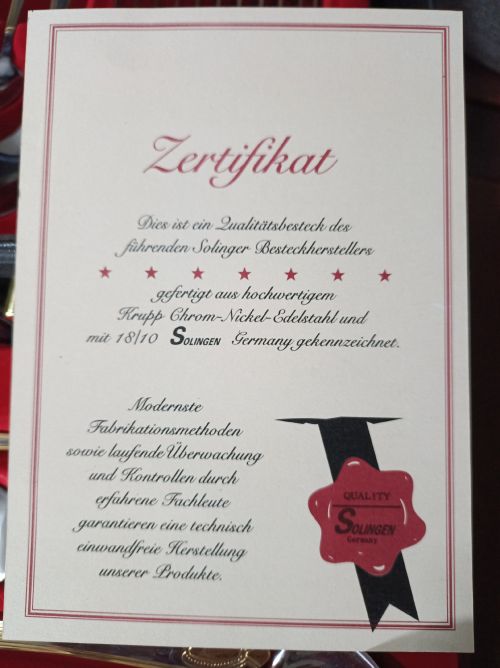 Zertifikat
Dies ist ein Qualitätsbesteck des
führenden Solinger Besteckherstellers
gefertigt aus hochwertigem
Krupp Chrom-Nickel-Edelstahl und
mit 18/10 SOLINGEN Germany gekennzeichnet.
Modernste
Fabrikationsmethoden
sowie laufende Überwachung
und Kontrollen durch
erfahrene Fachleute
garantieren eine technisch
einwandfreie Herstellung
unserer Produkte.
QUALITY
SOLINGEN
Germany